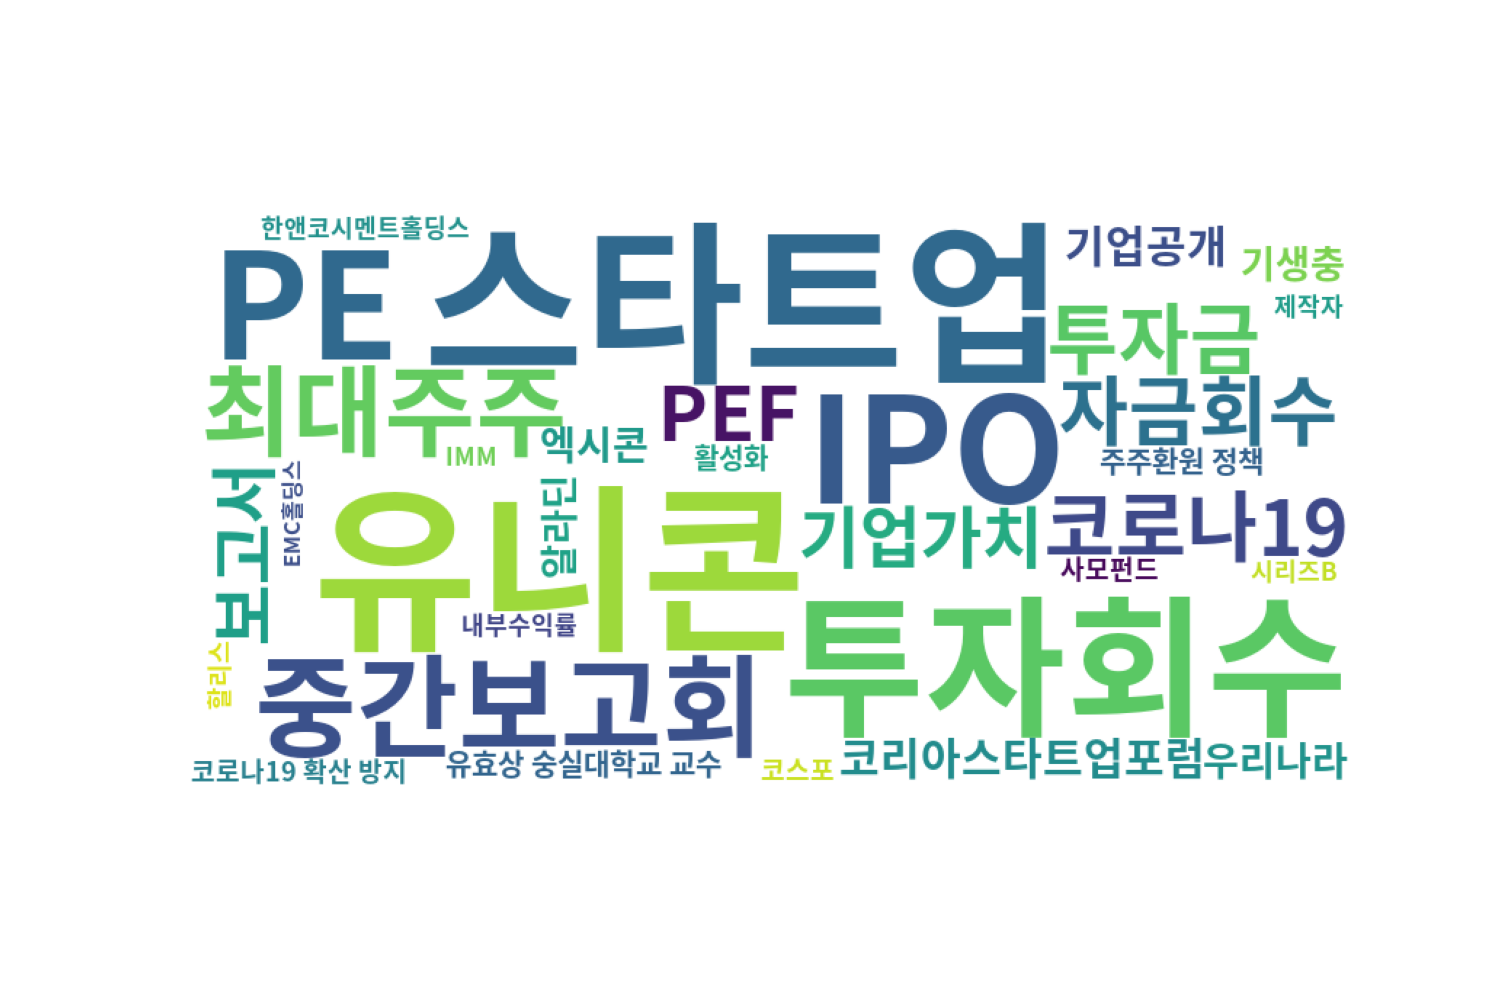 한앤코시멘트홀딩스
PE
스타트업
기업공개
기생충
제작자
투자금
최대주주
PEF
IPO
자금회수
엑시콘
IMM
활성화
주주환원 정책
보고서
EMC홀딩스
알라딘
유니콘
기업가치
코로나19
사모펀드
시리즈B
내부수익률
투자회수
할리스
중간보고회
코로나19 확산 방지
유효상 숭실대학교 교수
코스포
코리아스타트업포럼
우리나라